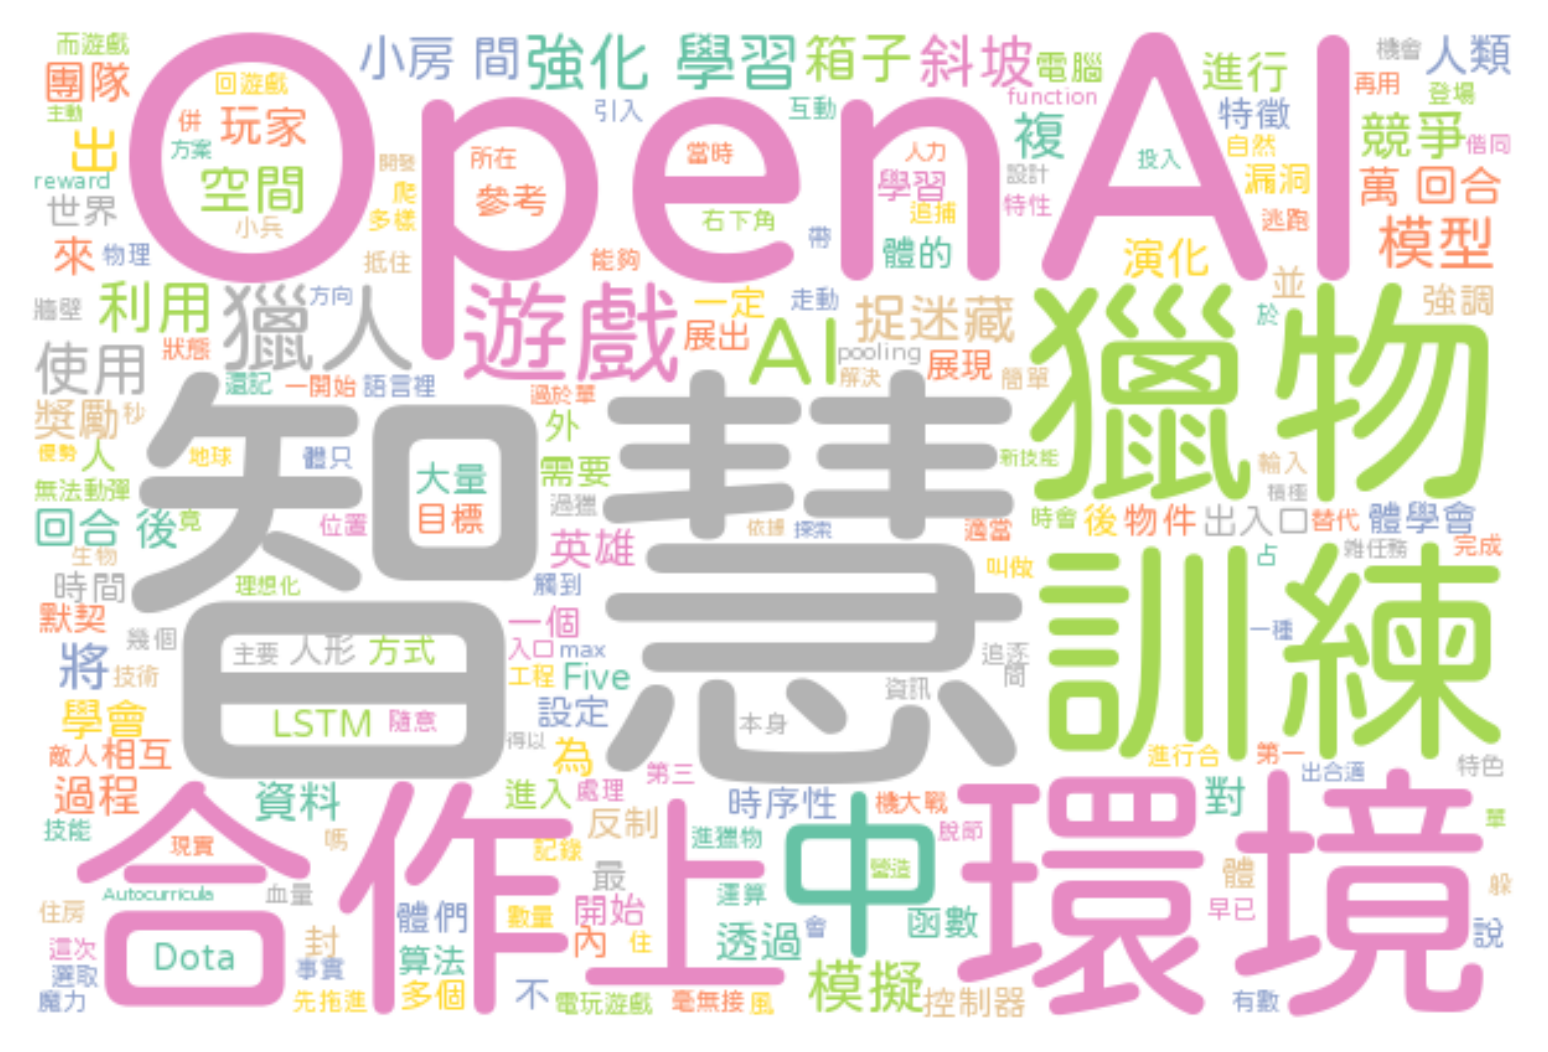 而遊戲
團隊
主動
回遊戲
併
玩家
方案
出
空間
小兵
reward
世界
來
物理
OpenAI
小房
間
強化
學習
箱子
斜坡
電腦
進行
機會
人類
再用
登場
引入
互動
function
特徵
複
自然
競爭
偕同
開發
爬
多樣
抵住
所在
參考
當時
人力
學習
追捕
設計
特性
投入
漏洞
逃跑
萬
回合
模型
右下角
帶
體的
能夠
演化
並
於
強調
牆壁
利用
狀態
獵人
方向
遊戲
一定
走動
展出
AI
捉迷藏
pooling
展現
解決
簡單
獵物
使用
還記
一開始
語言裡
過於單
獎勵
秒
優勢
人
地球
體只
無法動彈
智慧
大量
目標
外
需要
過獵
新技能
輸入
積極
回合
後
竟
位置
英雄
依據
探索
適當
時會
後
物件
出入口
替代
體學會
生物
時間
理想化
觸到
叫做
訓練
占
雜任務
完成
默契
幾個
主要
人形
方式
一個
入口
max
追逐
間
一種
將
技術
工程
Five
資訊
學會
LSTM
隨意
設定
本身
敵人
相互
得以
為
進行合
第一
出合適
特色
過程
合作
資料
進入
處理
第三
時序性
機大戰
環境
對
技能
現實
嗎
反制
記錄
上
進獵物
中
營造
脫節
單
Autocurricula
血量
最
運算
體
躲
住房
體們
數量
開始
函數
早已
這次
Dota
封
算法
內
住
透過
會
說
選取
事實
魔力
先拖進
多個
不
電玩遊戲
毫無接
風
模擬
控制器
有數